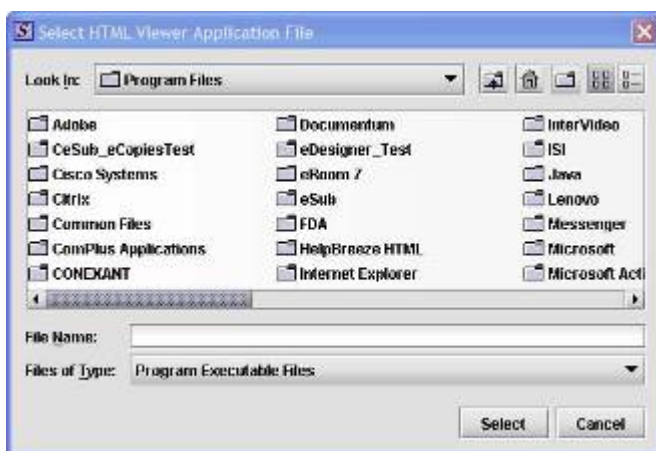 Select HTML Viewer Application File
Look In: Program Files
Adobe
CeSub_eCopiesTest
Cisco Systems
Citrix
Common Files
ComPlus Applications
CONEXANT
Documentum
eDesigner_Test
eRoom 7
eSub
FDA
HelpBreeze HTML
Internet Explorer
InterVideo
ISI
Java
Lenovo
Messenger
Microsoft
Microsoft Acti
File Name:
Files of Type: Program Executable Files
Select Cancel